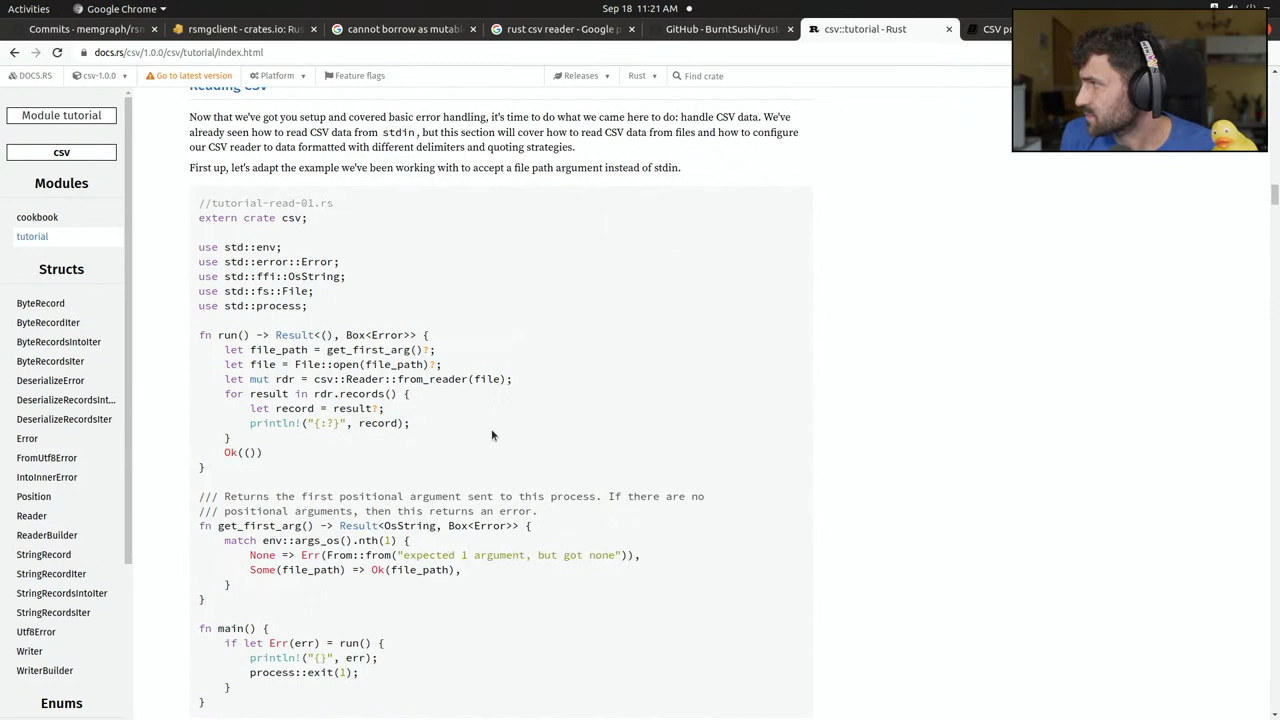 Activities
Google Chrome
Sep 18 11:21 AM
Commits · memgraph/rsm
rsmgclient - crates.io: R
cannot borrow as mutabl
rust csv reader - Google
GitHub - BurntSushi/rust
csv::tutorial - Rust
CSV pr
docs.rs/csv/1.0.0/csv/tutorial/index.html
DOCS.RS
csv-1.0.0
Go to latest version
Platform
Feature flags
Releases
Rust
Find crate
Module tutorial
csv
Modules
cookbook
tutorial
Structs
ByteRecord
ByteRecordIter
ByteRecordsIntoIter
ByteRecordsIter
DeserializeError
DeserializeRecordsInt...
DeserializeRecordsIter
Error
FromUtf8Error
IntoInnerError
Position
Reader
ReaderBuilder
StringRecord
StringRecordIter
StringRecordsIntoIter
StringRecordsIter
Utf8Error
Writer
WriterBuilder
Enums
Reading CSV
Now that we've got you setup and covered basic error handling, it's time to do what we came here to do: handle CSV data. We've
already seen how to read CSV data from stdin, but this section will cover how to read CSV data from files and how to configure
our CSV reader to data formatted with different delimiters and quoting strategies.
First up, let's adapt the example we've been working with to accept a file path argument instead of stdin.
//tutorial-read-01.rs
extern crate csv;
use std::env;
use std::error::Error;
use std::ffi::OsString;
use std::fs::File;
use std::process;
fn run() -> Result<(), Box<Error>> {
let file_path = get_first_arg()?;
let file = File::open(file_path)?;
let mut rdr = csv::Reader::from_reader(file);
for result in rdr.records() {
let record = result?;
println!("{:?}", record);
}
Ok(())
}
/// Returns the first positional argument sent to this process. If there are no
/// positional arguments, then this returns an error.
fn get_first_arg() -> Result<OsString, Box<Error>> {
match env::args_os().nth(1) {
None => Err(From::from("expected 1 argument, but got none")),
Some(file_path) => Ok(file_path),
}
}
fn main() {
if let Err(err) = run() {
println!("{}", err);
process::exit(1);
}
}